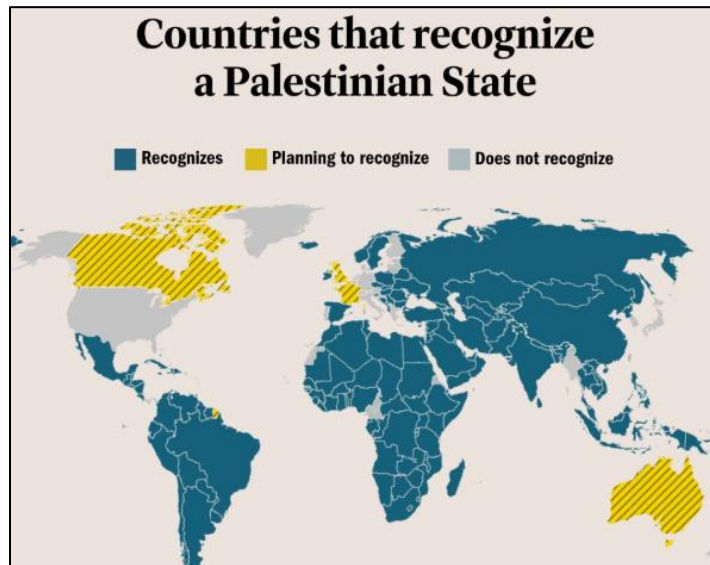 Countries that recognize
a Palestinian State
Recognizes Planning to recognize Does not recognize